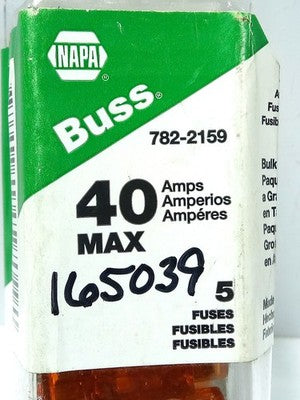 NAPA
Buss®
782-2159
40 Amps
Amperios
Ampéres
MAX
165039
5
FUSES
FUSIBLES
FUSIBLES